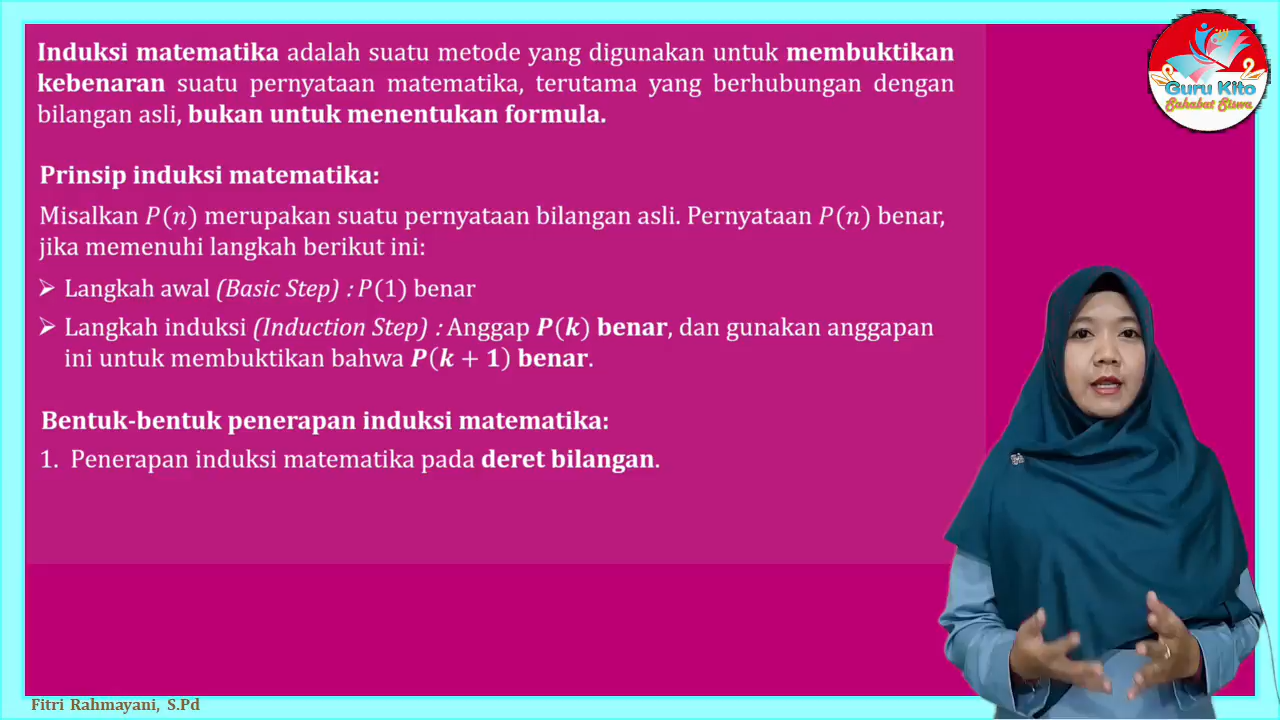 Induksi matematika adalah suatu metode yang digunakan untuk membuktikan
kebenaran suatu pernyataan matematika, terutama yang berhubungan dengan
bilangan asli, bukan untuk menentukan formula.
Prinsip induksi matematika:
Misalkan P(n) merupakan suatu pernyataan bilangan asli. Pernyataan P(n) benar,
jika memenuhi langkah berikut ini:
➢ Langkah awal (Basic Step) : P(1) benar
➢ Langkah induksi (Induction Step) : Anggap P(k) benar, dan gunakan anggapan
ini untuk membuktikan bahwa P(k + 1) benar.
Bentuk-bentuk penerapan induksi matematika:
1. Penerapan induksi matematika pada deret bilangan.
Guru Kito
Sahabat Siswa
Fitri Rahmayani, S.Pd